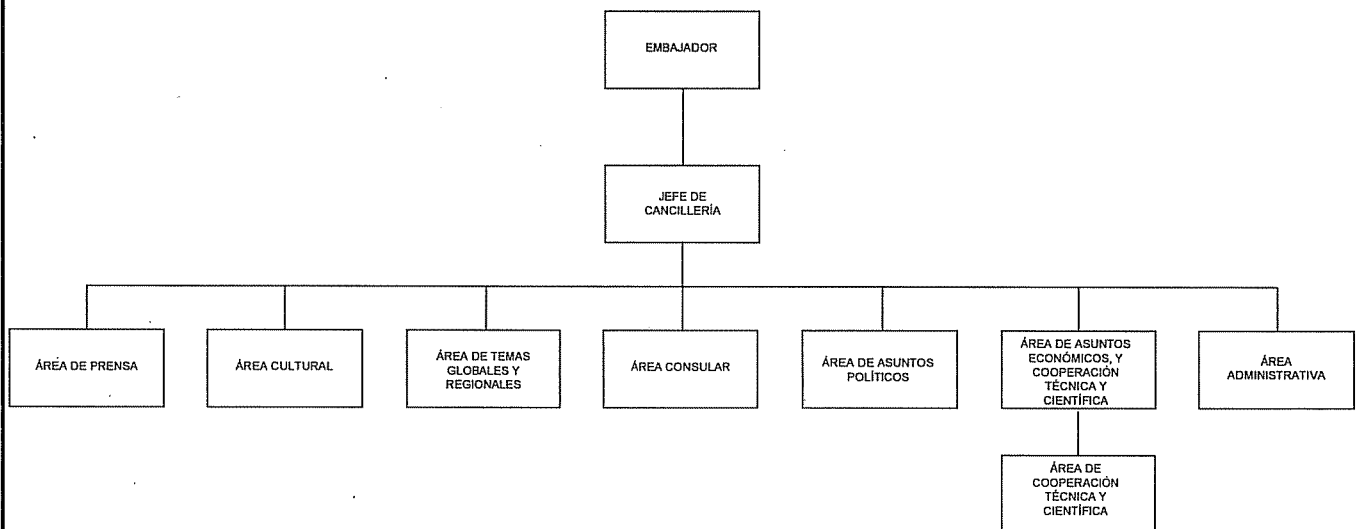 EMBAJADOR
JEFE DE
CANCILLERÍA
ÁREA DE PRENSA
ÁREA CULTURAL
ÁREA DE TEMAS
GLOBALES Y
REGIONALES
ÁREA CONSULAR
ÁREA DE ASUNTOS
POLÍTICOS
ÁREA DE ASUNTOS
ECONÓMICOS, Y
COOPERACIÓN
TÉCNICA Y
CIENTÍFICA
ÁREA
ADMINISTRATIVA
ÁREA DE
COOPERACIÓN
TÉCNICA Y
CIENTÍFICA